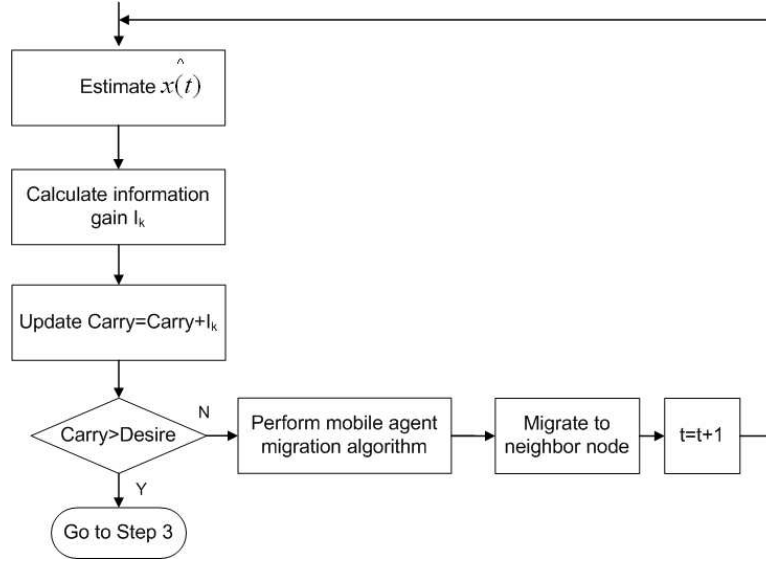 Estimate x̂(t)
Calculate information
gain Iₖ
Update Carry=Carry+Iₖ
Carry>Desire
N
Perform mobile agent
migration algorithm
Migrate to
neighbor node
t=t+1
Y
Go to Step 3